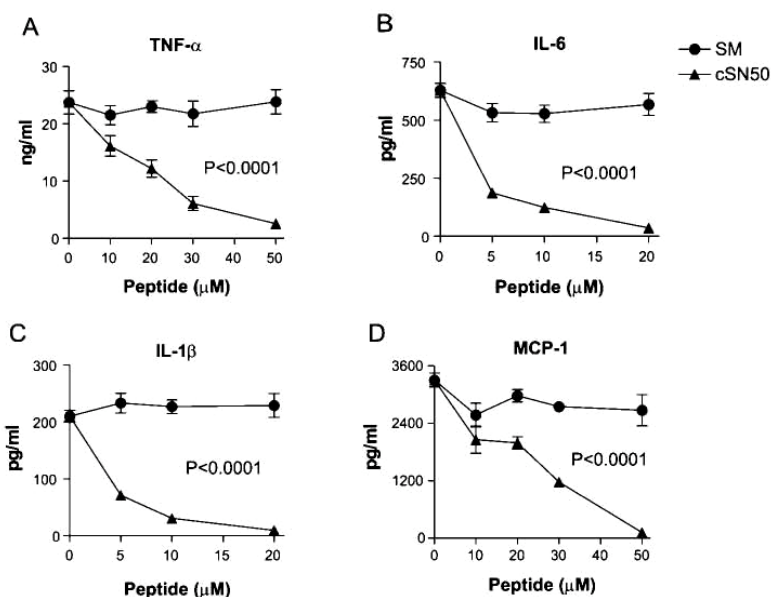 A
TNF-α
30
20
10
0
ng/ml
P<0.0001
0 10 20 30 40 50
Peptide (μM)
B
IL-6
750
500
250
0
pg/ml
P<0.0001
0 5 10 15 20
Peptide (μM)
SM
cSN50
C
IL-1β
300
200
100
0
pg/ml
P<0.0001
0 5 10 15 20
Peptide (μM)
D
MCP-1
3600
2400
1200
0
pg/ml
P<0.0001
0 10 20 30 40 50
Peptide (μM)